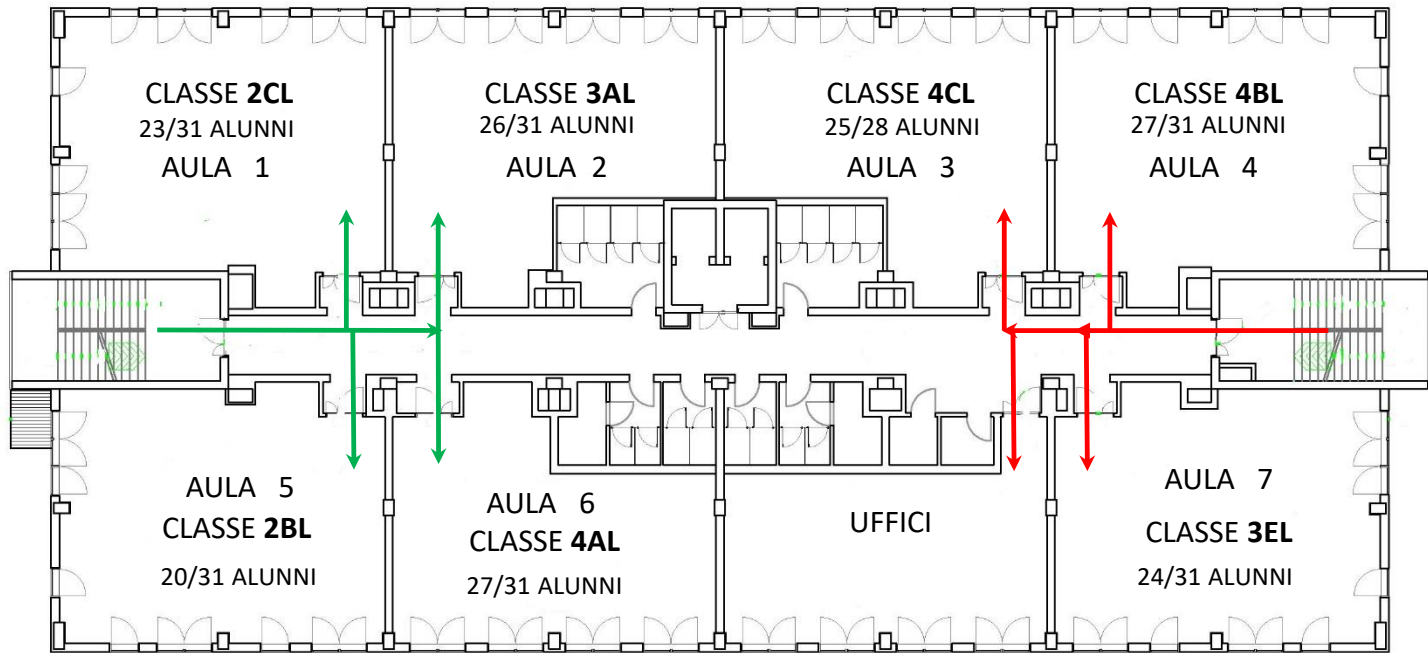 CLASSE 2CL
23/31 ALUNNI
AULA 1
CLASSE 3AL
26/31 ALUNNI
AULA 2
CLASSE 4CL
25/28 ALUNNI
AULA 3
CLASSE 4BL
27/31 ALUNNI
AULA 4
AULA 5
CLASSE 2BL
20/31 ALUNNI
AULA 6
CLASSE 4AL
27/31 ALUNNI
UFFICI
AULA 7
CLASSE 3EL
24/31 ALUNNI